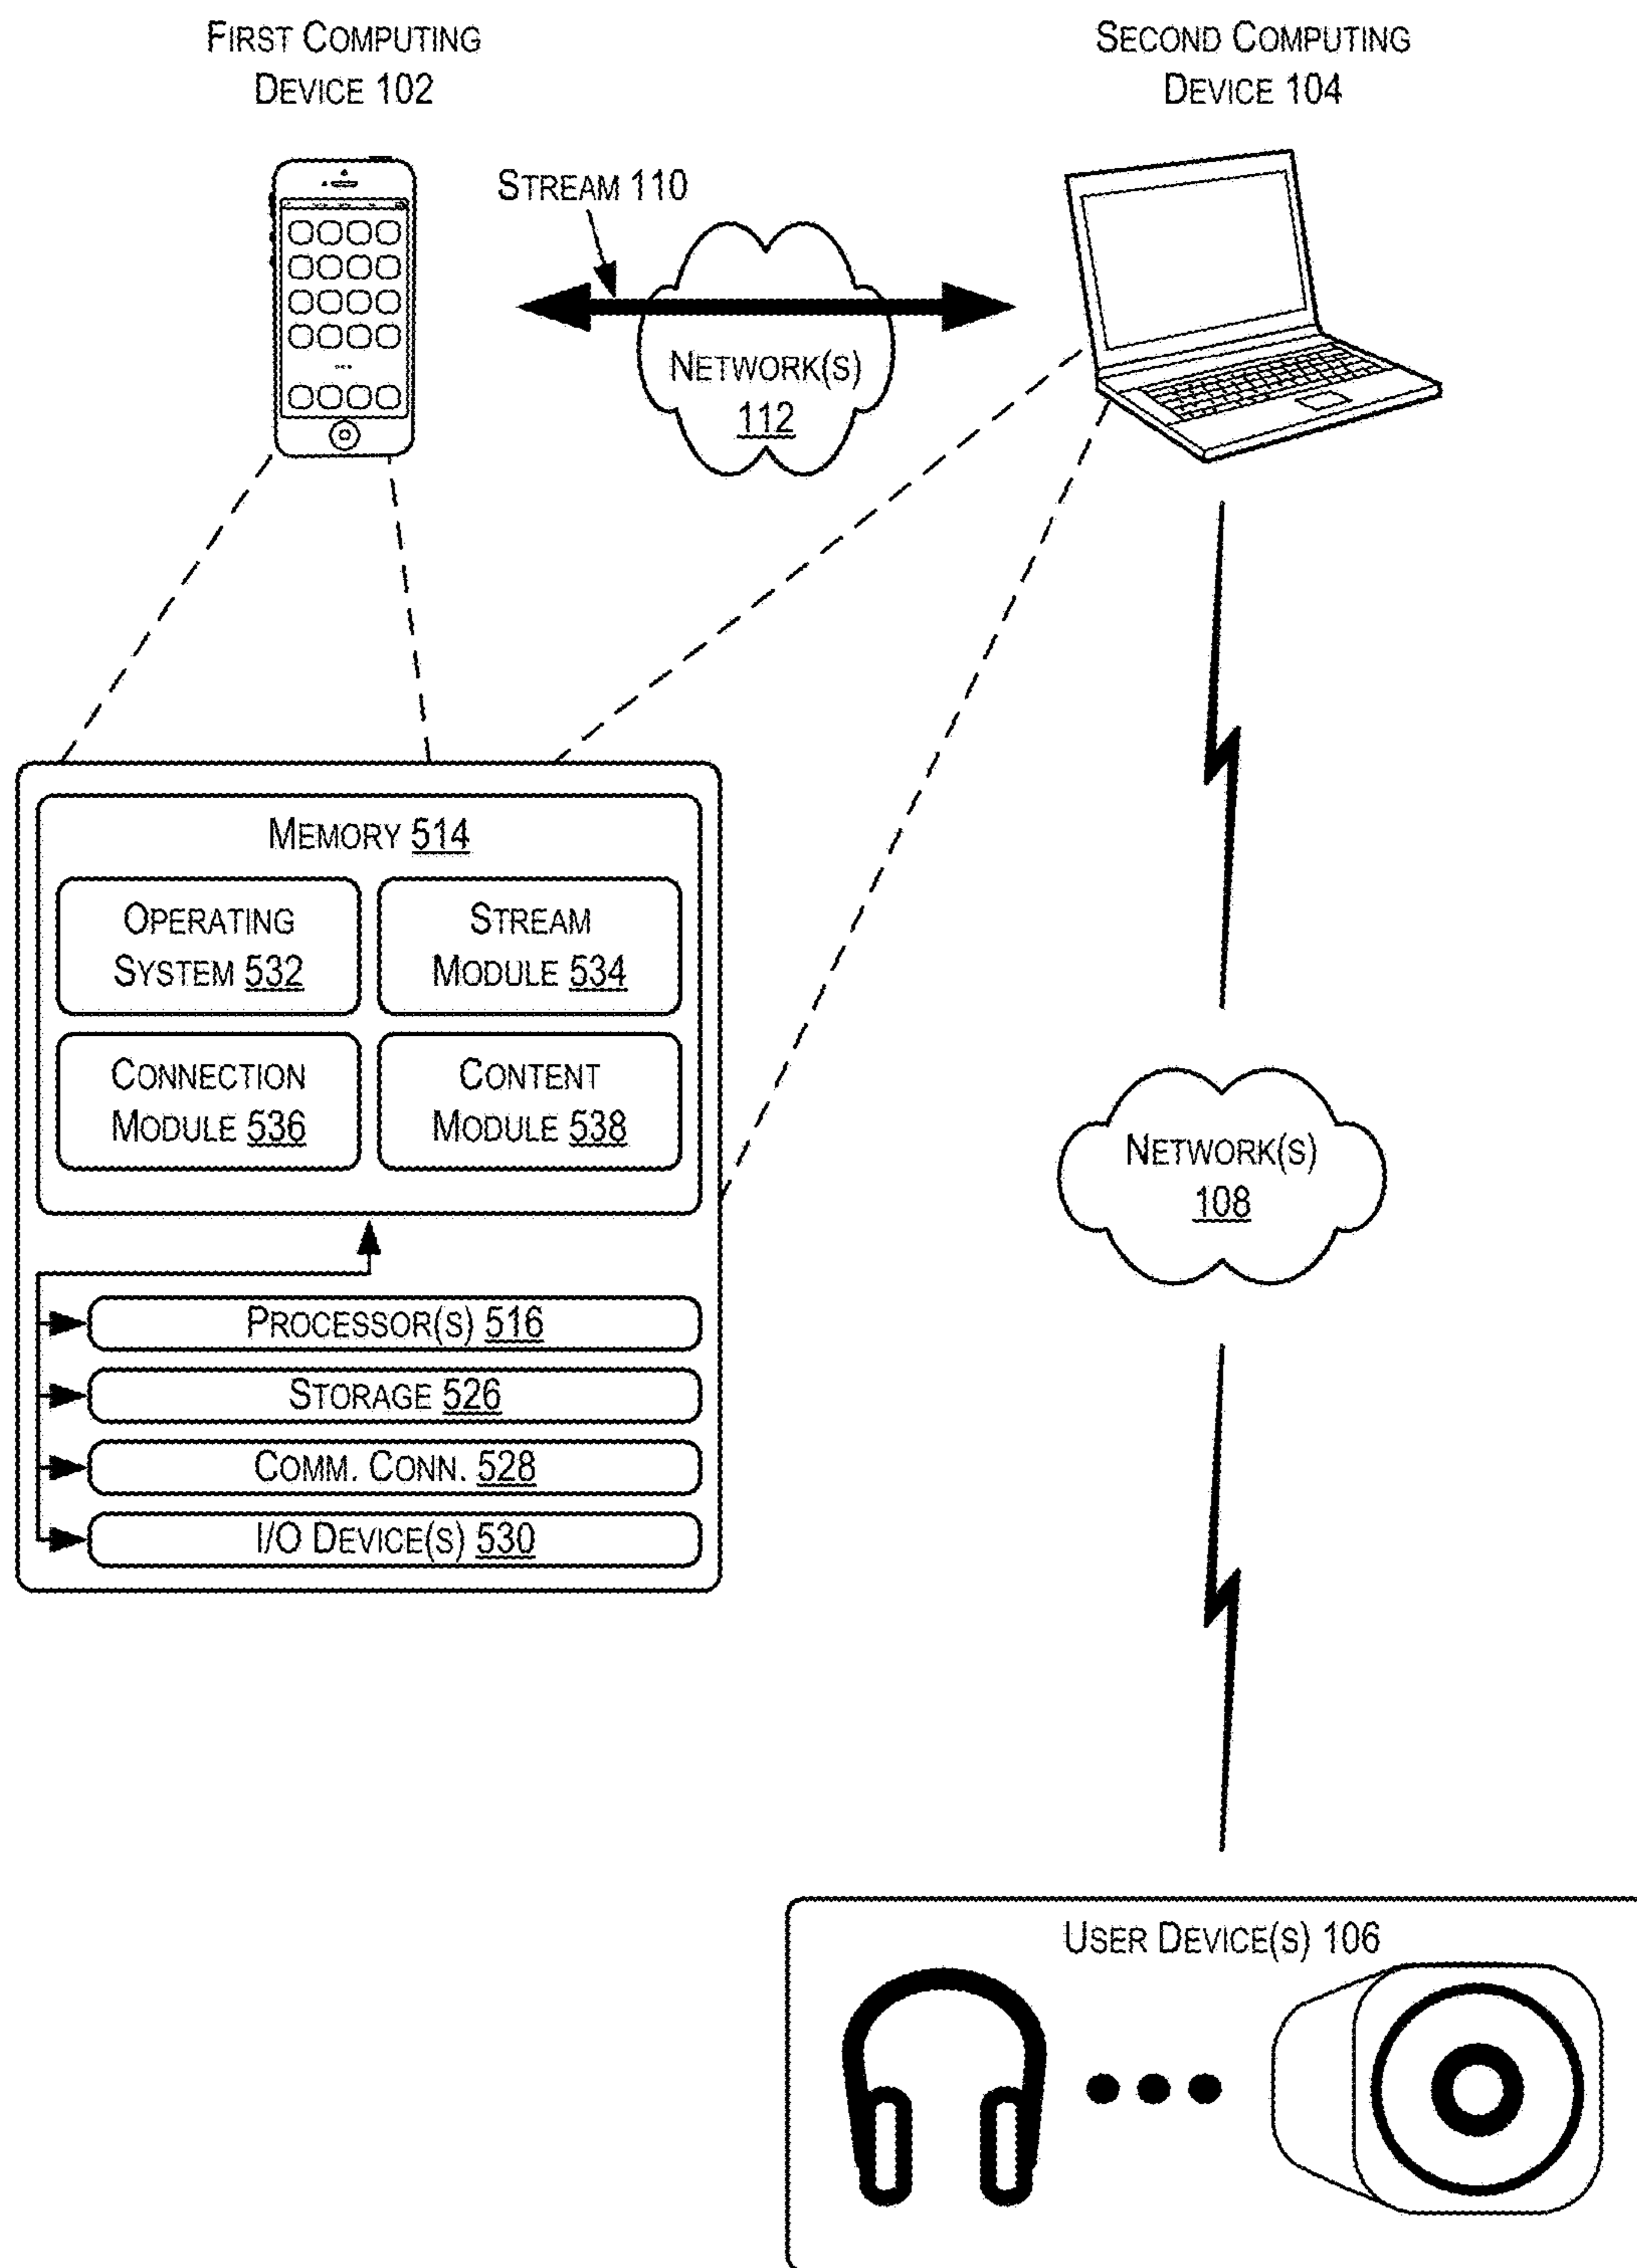 FIRST COMPUTING
DEVICE 102
SECOND COMPUTING
DEVICE 104
STREAM 110
NETWORK(S)
112
MEMORY 514
OPERATING
SYSTEM 532
STREAM
MODULE 534
CONNECTION
MODULE 536
CONTENT
MODULE 538
PROCESSOR(S) 516
STORAGE 526
COMM. CONN. 528
I/O DEVICE(S) 530
NETWORK(S)
108
USER DEVICE(S) 106